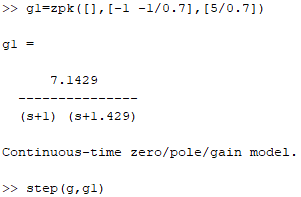 >> g1=zpk([],[-1 -1/0.7],[5/0.7])
g1 =
7.1429
---------------
(s+1) (s+1.429)
Continuous-time zero/pole/gain model.
>> step(g,g1)